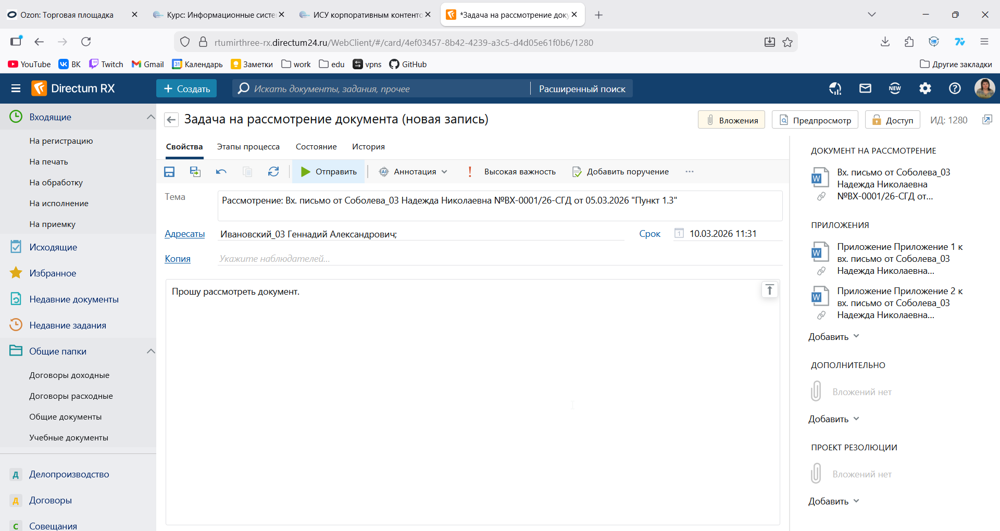 Ozon: Торговая площадка
Курс: Информационные систе
ИСУ корпоративным контенто
*Задача на рассмотрение доку
rtumirthree-rx.directum24.ru/WebClient/#/card/4ef03457-8b42-4239-a3c5-d4d05e61f0b6/1280
YouTube
ВК
Twitch
Gmail
31
Календарь
Заметки
work
edu
vpns
GitHub
Другие закладки
Directum RX
Создать
Искать документы, задания, прочее
Расширенный поиск
NEW
Входящие
На регистрацию
На печать
На обработку
На исполнение
На приемку
Исходящие
Избранное
Недавние документы
Недавние задания
Общие папки
Договоры доходные
Договоры расходные
Общие документы
Учебные документы
Д Делопроизводство
Д Договоры
С Совещания
Задача на рассмотрение документа (новая запись)
Вложения
Предпросмотр
Доступ
ИД: 1280
Свойства
Этапы процесса
Состояние
История
Отправить
AI Аннотация
Высокая важность
Добавить поручение
Тема
Рассмотрение: Вх. письмо от Соболева_03 Надежда Николаевна №ВХ-0001/26-СГД от 05.03.2026 "Пункт 1.3"
Адресаты
Ивановский_03 Геннадий Александрович;
Срок
1
10.03.2026 11:31
Копия
Укажите наблюдателей...
Прошу рассмотреть документ.
ДОКУМЕНТ НА РАССМОТРЕНИЕ
W
Вх. письмо от Соболева_03
Надежда Николаевна
№ВХ-0001/26-СГД от...
ПРИЛОЖЕНИЯ
W
Приложение Приложение 1 к
вх. письмо от Соболева_03
Надежда Николаевна...
W
Приложение Приложение 2 к
вх. письмо от Соболева_03
Надежда Николаевна...
Добавить
ДОПОЛНИТЕЛЬНО
Вложений нет
Добавить
ПРОЕКТ РЕЗОЛЮЦИИ
Вложений нет
Добавить